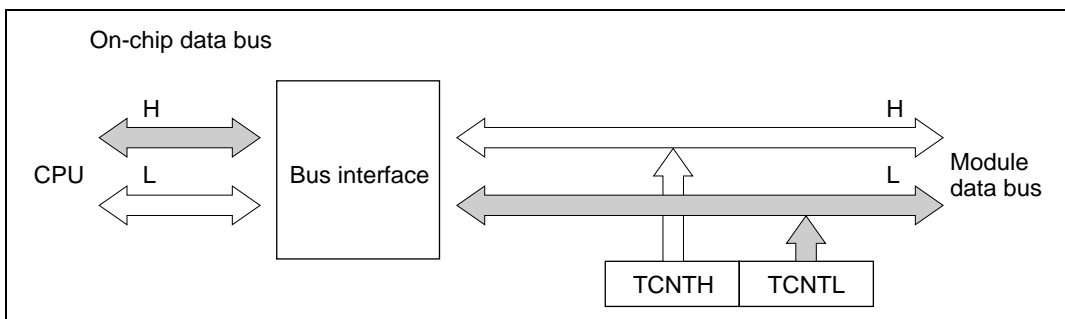 On-chip data bus
H
H
CPU
L
Bus interface
L
Module
data bus
TCNTH
TCNTL